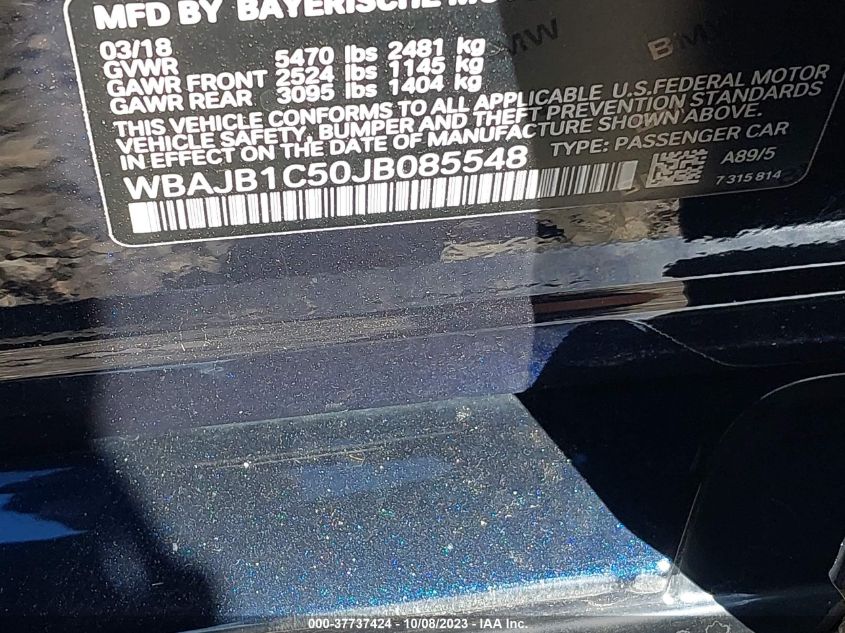 MFD BY BAYERISCHE
03/18
GVWR 5470 lbs 2481 kg
GAWR FRONT 2524 lbs 1145 kg
GAWR REAR 3095 lbs 1404 kg
THIS VEHICLE CONFORMS TO ALL APPLICABLE U.S.FEDERAL MOTOR
VEHICLE SAFETY, BUMPER AND THEFT PREVENTION STANDARDS
IN EFFECT ON THE DATE OF MANUFACTURE SHOWN ABOVE.
WBAJB1C50JB085548 TYPE: PASSENGER CAR
A89/5
7 315 814
BMW
000-37737424 - 10/08/2023 - IAA Inc.